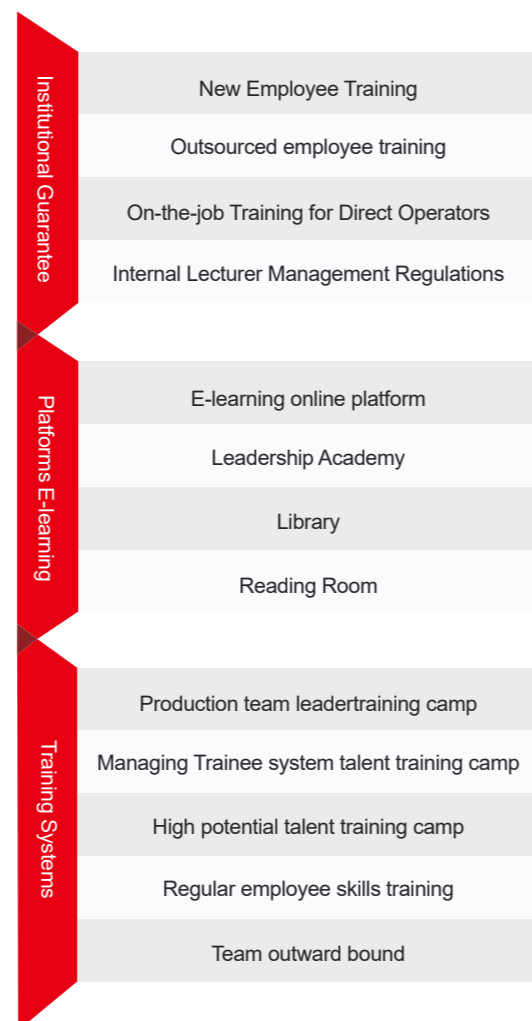 Institutional Guarantee
New Employee Training
Outsourced employee training
On-the-job Training for Direct Operators
Internal Lecturer Management Regulations
Platforms E-learning
E-learning online platform
Leadership Academy
Library
Reading Room
Training Systems
Production team leadertraining camp
Managing Trainee system talent training camp
High potential talent training camp
Regular employee skills training
Team outward bound